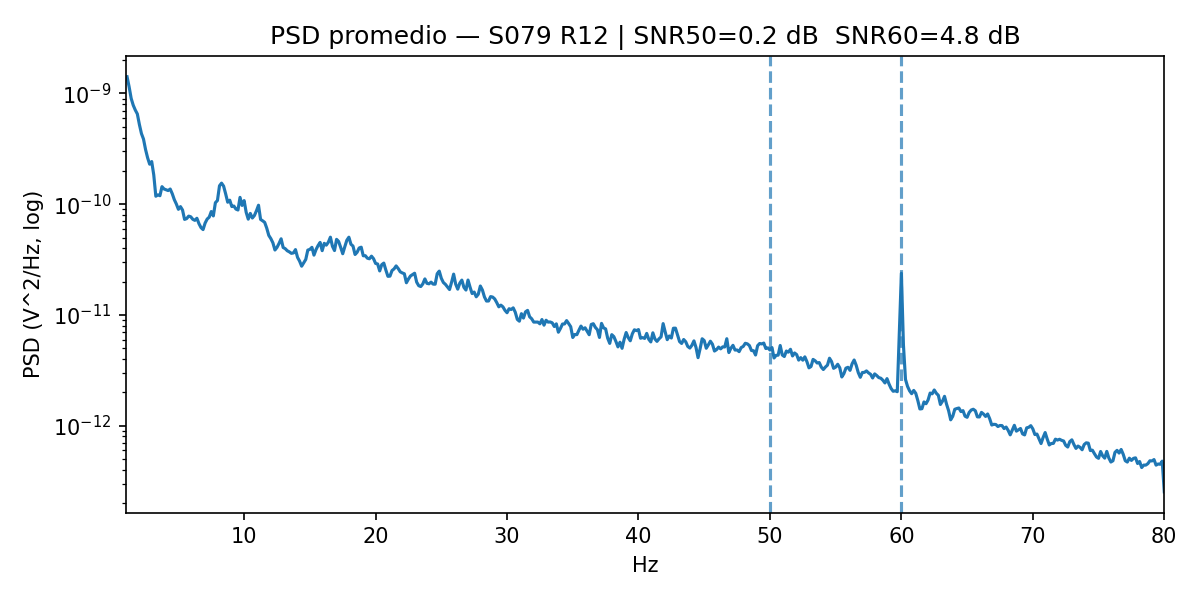 PSD promedio — S079 R12 | SNR50=0.2 dB  SNR60=4.8 dB
PSD (V^2/Hz, log)
10⁻⁹
10⁻¹⁰
10⁻¹¹
10⁻¹²
10 20 30 40 50 60 70 80
Hz